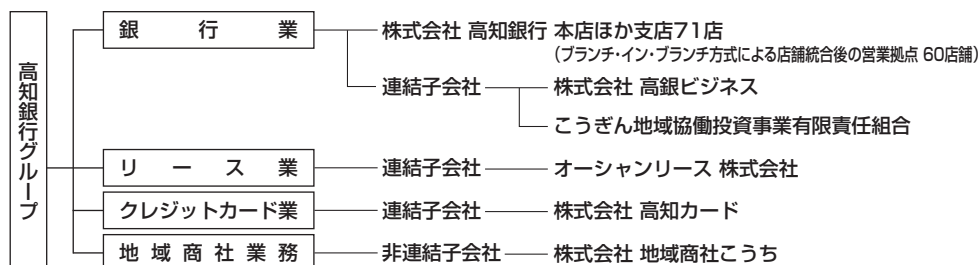 高知銀行グループ
銀行業
株式会社 高知銀行 本店ほか支店71店
(ブランチ・イン・ブランチ方式による店舗統合後の営業拠点 60店舗)
連結子会社
株式会社 高銀ビジネス
こうぎん地域協働投資事業有限責任組合
リース業
連結子会社
オーシャンリース 株式会社
クレジットカード業
連結子会社
株式会社 高知カード
地域商社業務
非連結子会社
株式会社 地域商社こうち